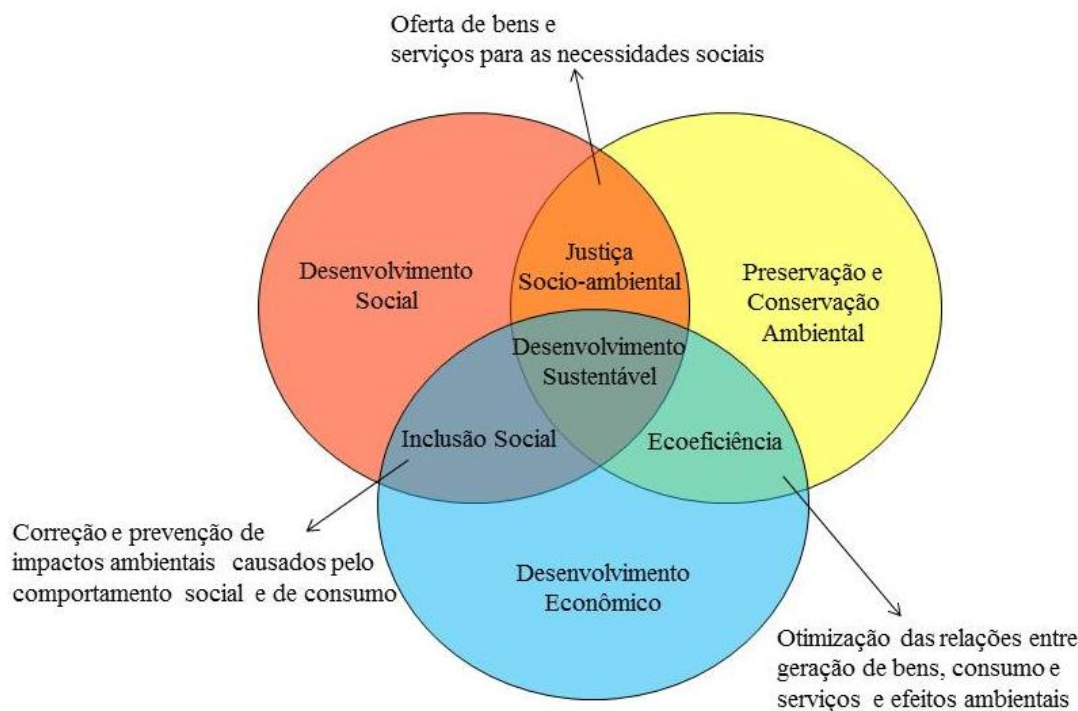 Oferta de bens e
serviços para as necessidades sociais
Desenvolvimento
Social
Justiça
Socio-ambiental
Preservação e
Conservação
Ambiental
Desenvolvimento
Sustentável
Inclusão Social
Ecoeficiência
Correção e prevenção de
impactos ambientais causados pelo
comportamento social e de consumo
Desenvolvimento
Econômico
Otimização das relações entre
geração de bens, consumo e
serviços e efeitos ambientais